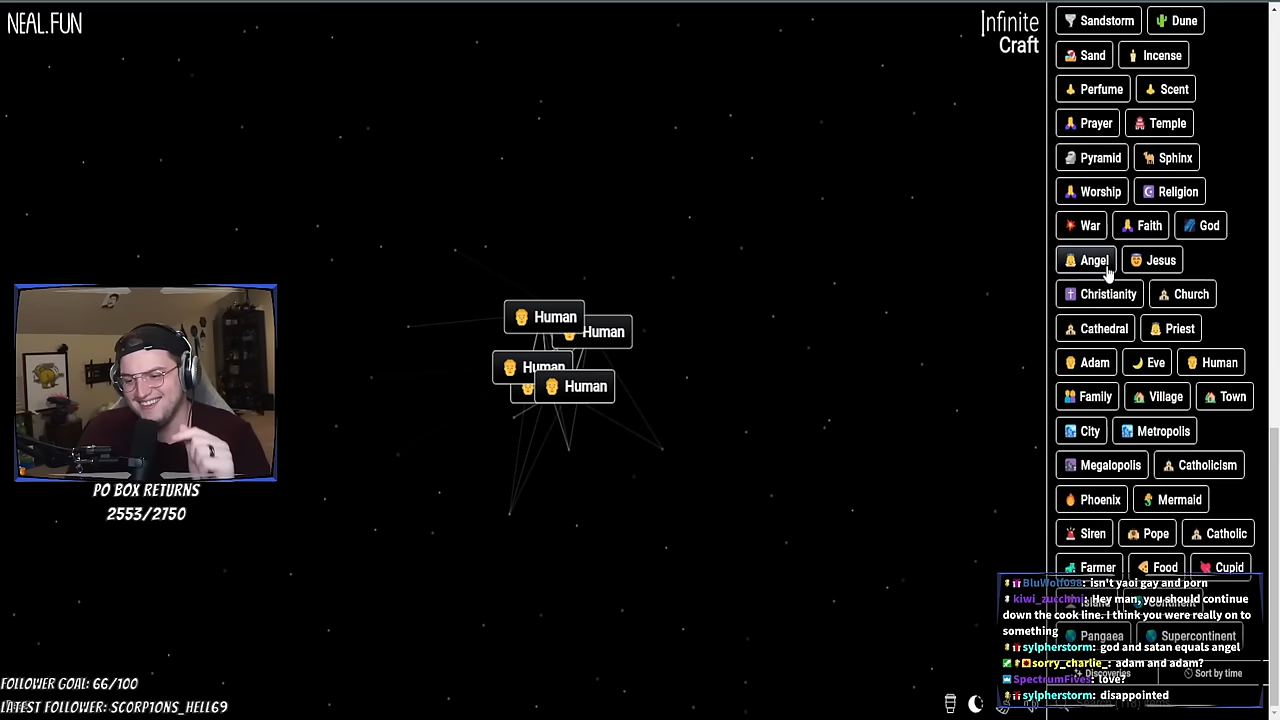 NEAL.FUN
Infinite
Craft
Sandstorm Dune
Sand Incense
Perfume Scent
Prayer Temple
Pyramid Sphinx
Worship Religion
War Faith God
Angel Jesus
Christianity Church
Cathedral Priest
Adam Eve Human
Family Village Town
City Metropolis
Megalopolis Catholicism
Phoenix Mermaid
Siren Pope Catholic
Farmer Food Cupid
Island Continent
Pangaea Supercontinent
Discoveries Sort by time
Human
Human
Human
Human
BluWolf098: isn't yaoi gay and porn
kiwi_zucchini: Hey man, you should continue
down the cook line. I think you were really on to
something
sylpherstorm: god and satan equals angel
sorry_charlie_: adam and adam?
SpectrumFives: love?
sylpherstorm: disappointed
PO BOX RETURNS
2553/2750
FOLLOWER GOAL: 66/100
LATEST FOLLOWER: SCORP1ONS_HELL69